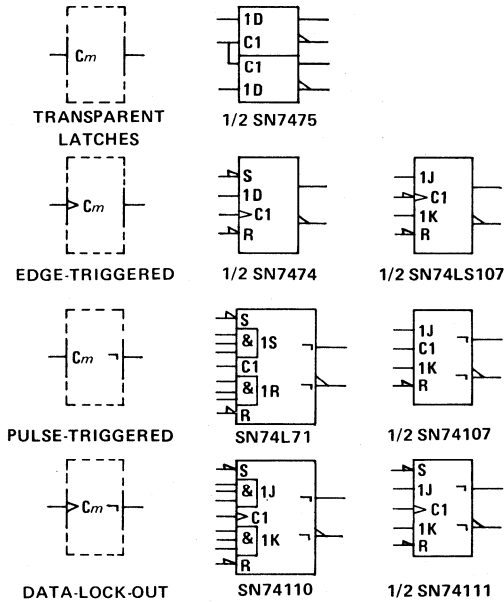 Cm
1D
C1
C1
1D
TRANSPARENT
LATCHES
1/2 SN7475
Cm
S
1D
C1
R
1J
C1
1K
R
EDGE-TRIGGERED
1/2 SN7474
1/2 SN74LS107
Cm ¬
S
& 1S ¬
C1
& 1R ¬
R
1J ¬
C1
1K ¬
R
PULSE-TRIGGERED
SN74L71
1/2 SN74107
Cm ¬
S
& 1J ¬
C1
& 1K ¬
R
S
1J ¬
C1
1K ¬
R
DATA-LOCK-OUT
SN74110
1/2 SN74111